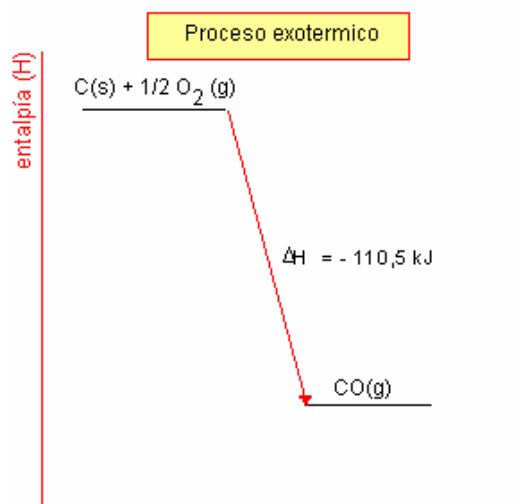 Proceso exotermico
entalpía (H)
C(s) + 1/2 O2 (g)
ΔH = - 110,5 kJ
CO(g)